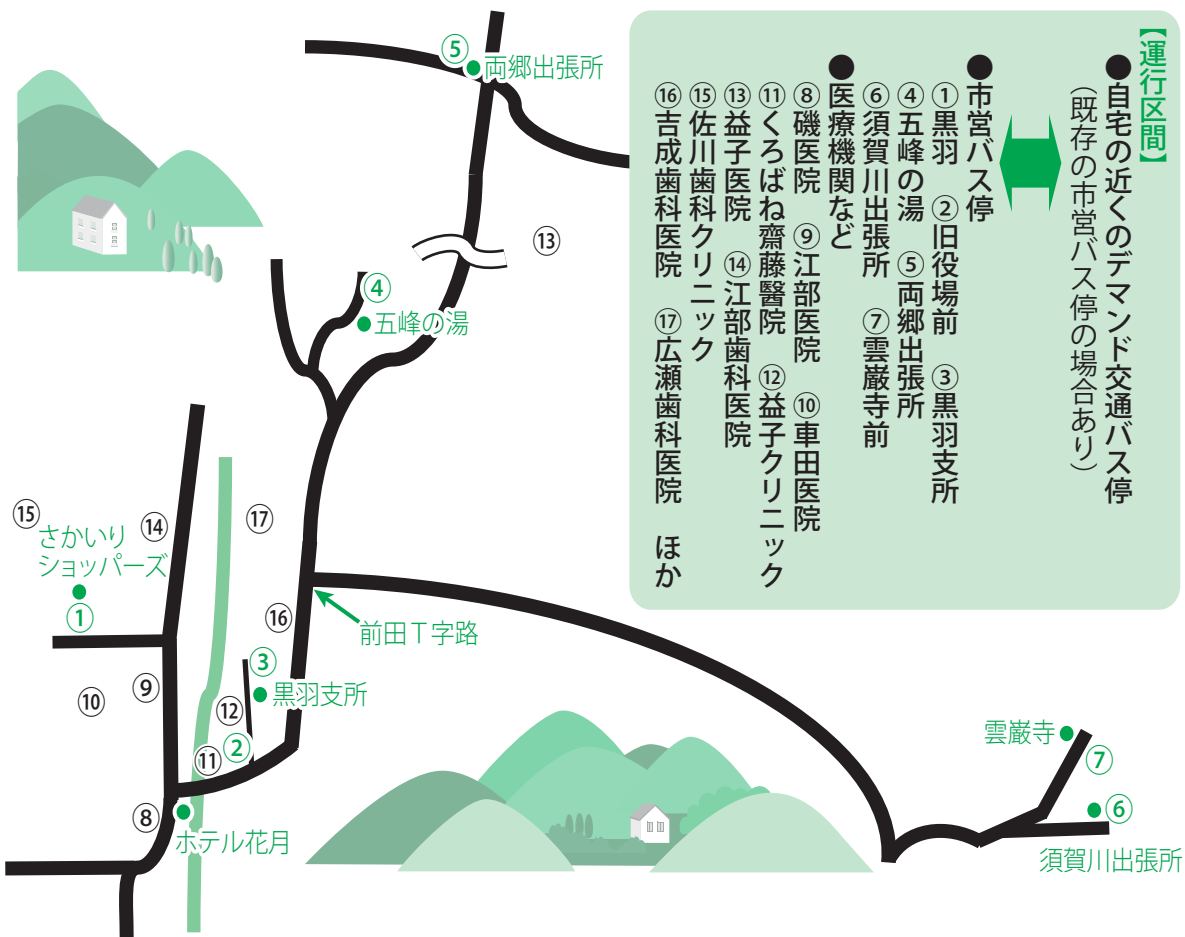 【運行区間】
●自宅の近くのデマンド交通バス停
（既存の市営バス停の場合あり）
●市営バス停
①黒羽　②旧役場前　③黒羽支所
④五峰の湯　⑤両郷出張所
⑥須賀川出張所　⑦雲巌寺前
●医療機関など
⑧磯医院　⑨江部医院　⑩車田医院
⑪くろばね齋藤醫院　⑫益子クリニック
⑬益子医院　⑭江部歯科医院
⑮佐川歯科クリニック
⑯吉成歯科医院　⑰広瀬歯科医院　ほか
⑤
両郷出張所
⑬
④
五峰の湯
⑮
さかいり
ショッパーズ
①
⑭
⑰
⑯
前田Ｔ字路
③
黒羽支所
⑩
⑨
⑫
②
⑪
⑧
ホテル花月
雲巌寺
⑦
⑥
須賀川出張所